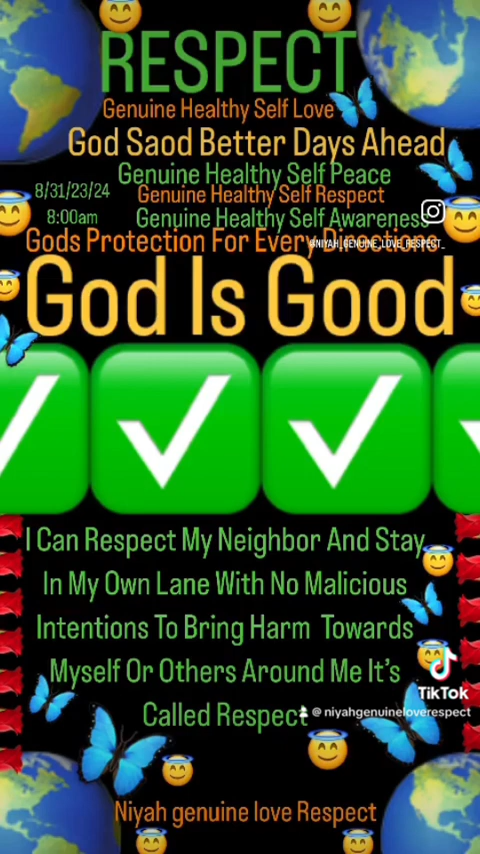 RESPECT
Genuine Healthy Self Love
God Saod Better Days Ahead
Genuine Healthy Self Peace
8/31/23/24
Genuine Healthy Self Respect
8:00am
Genuine Healthy Self Awareness
Gods Protection For Every Directions
@NIYAH_GENUINE_LOVE_RESPECT_
God Is Good
I Can Respect My Neighbor And Stay
In My Own Lane With No Malicious
Intentions To Bring Harm Towards
Myself Or Others Around Me It's
Called Respect
TikTok
@ niyahgenuineloverespect
Niyah genuine love Respect